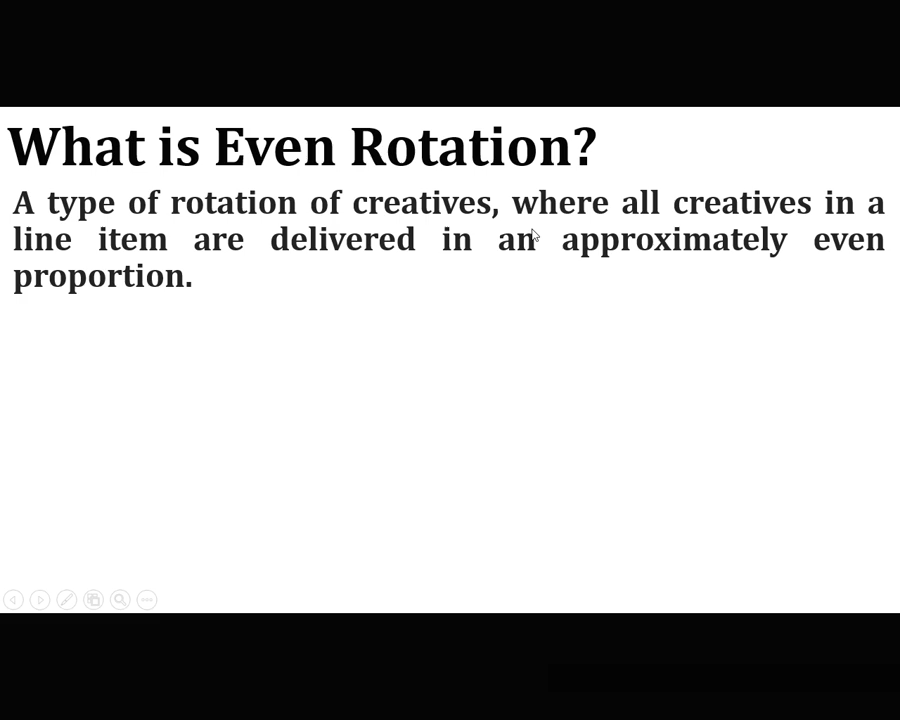 What is Even Rotation?
A type of rotation of creatives, where all creatives in a
line item are delivered in an approximately even
proportion.